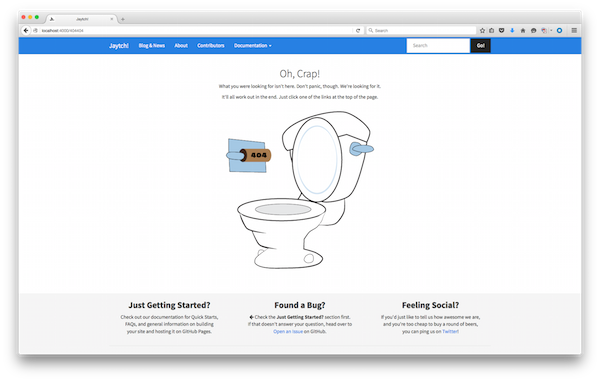 Jaytch!
localhost:4000/404404
Search
Jaytch! Blog & News About Contributors Documentation Search Go!
Oh, Crap!
What you were looking for isn't here. Don't panic, though. We're looking for it.
It'll all work out in the end. Just click one of the links at the top of the page.
404
Just Getting Started?
Check out our documentation for Quick Starts,
FAQs, and general information on building
your site and hosting it on GitHub Pages.
Found a Bug?
← Check the Just Getting Started? section first.
If that doesn't answer your question, head over to
Open an issue on GitHub.
Feeling Social?
If you'd just like to tell us how awesome we are,
and you're too cheap to buy a round of beers,
you can ping us on Twitter!